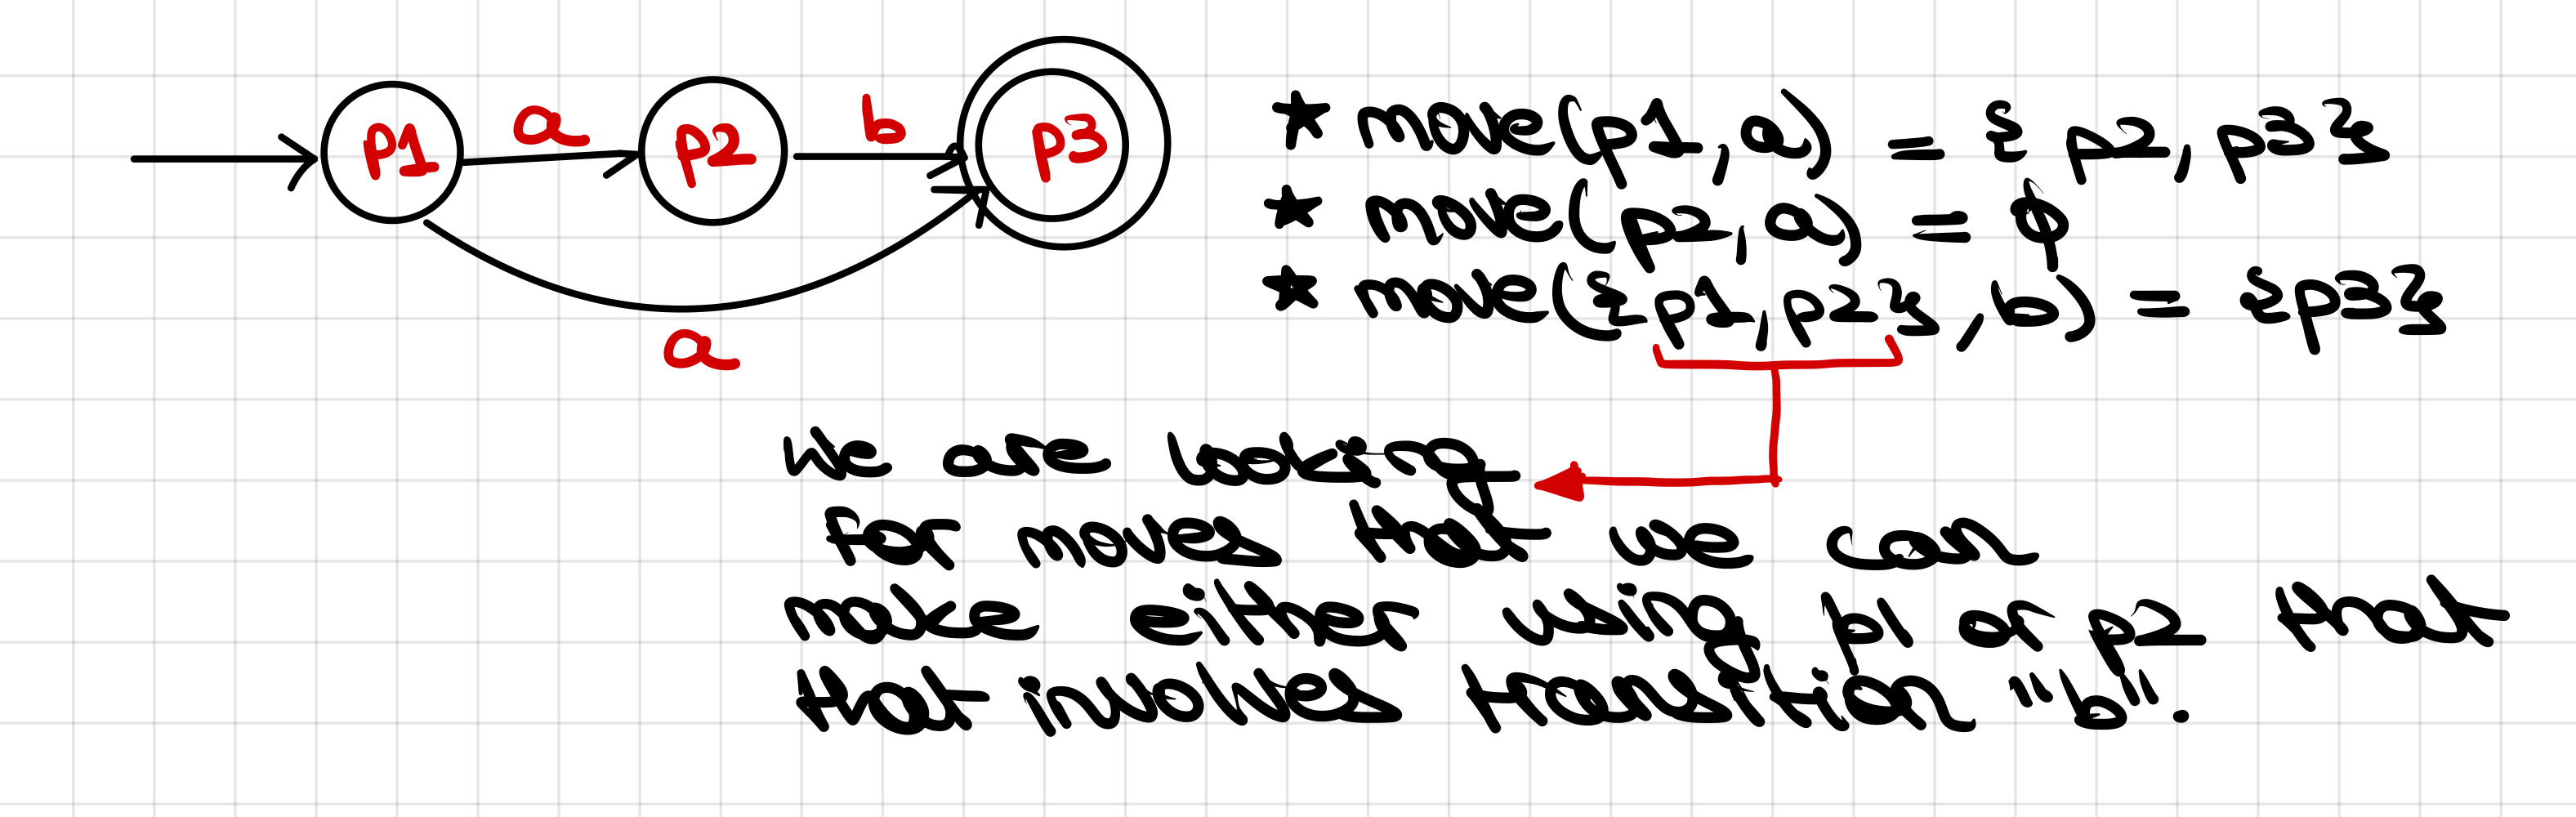 p1 a p2 b p3
a
* move(p1,a) = { p2, p3}
* move(p2,a) = ϕ
* move({p1,p2},b) = {p3}
We are looking
for moves that we can
make either using p1 or p2 that
that involves transition "b".